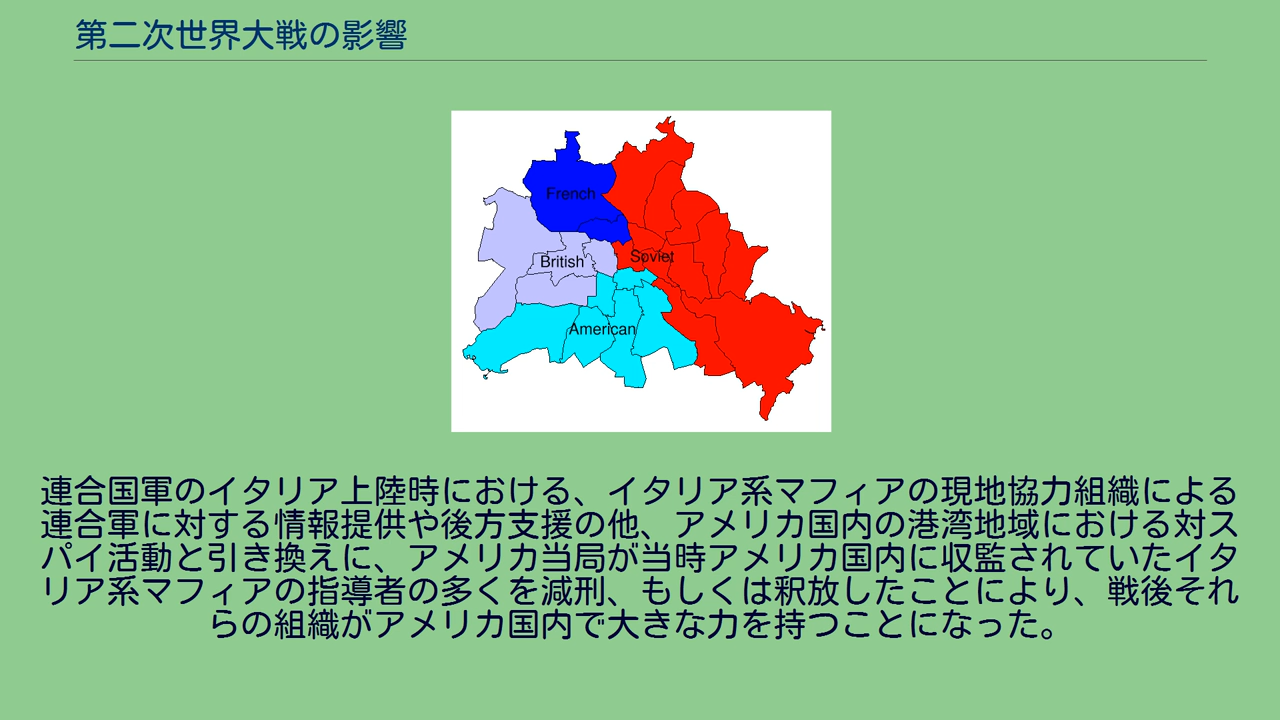 第二次世界大戦の影響
French
British
Soviet
American
連合国軍のイタリア上陸時における、イタリア系マフィアの現地協力組織による
連合軍に対する情報提供や後方支援の他、アメリカ国内の港湾地域における対ス
パイ活動と引き換えに、アメリカ当局が当時アメリカ国内に収監されていたイタ
リア系マフィアの指導者の多くを減刑、もしくは釈放したことにより、戦後それ
らの組織がアメリカ国内で大きな力を持つことになった。